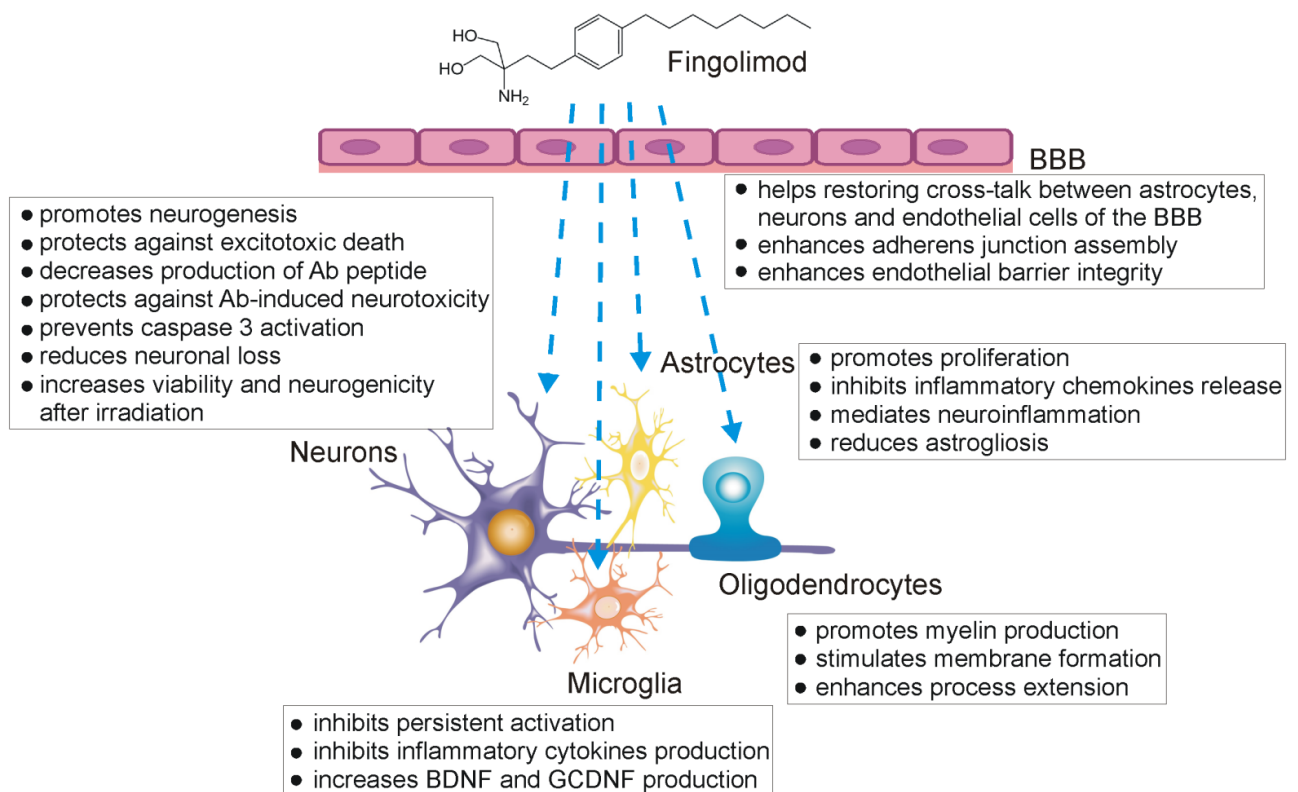 HO
HO
NH₂
Fingolimod
BBB
● helps restoring cross-talk between astrocytes,
neurons and endothelial cells of the BBB
● enhances adherens junction assembly
● enhances endothelial barrier integrity
● promotes neurogenesis
● protects against excitotoxic death
● decreases production of Ab peptide
● protects against Ab-induced neurotoxicity
● prevents caspase 3 activation
● reduces neuronal loss
● increases viability and neurogenicity
after irradiation
Neurons
Astrocytes
● promotes proliferation
● inhibits inflammatory chemokines release
● mediates neuroinflammation
● reduces astrogliosis
Oligodendrocytes
● promotes myelin production
● stimulates membrane formation
● enhances process extension
Microglia
● inhibits persistent activation
● inhibits inflammatory cytokines production
● increases BDNF and GCDNF production